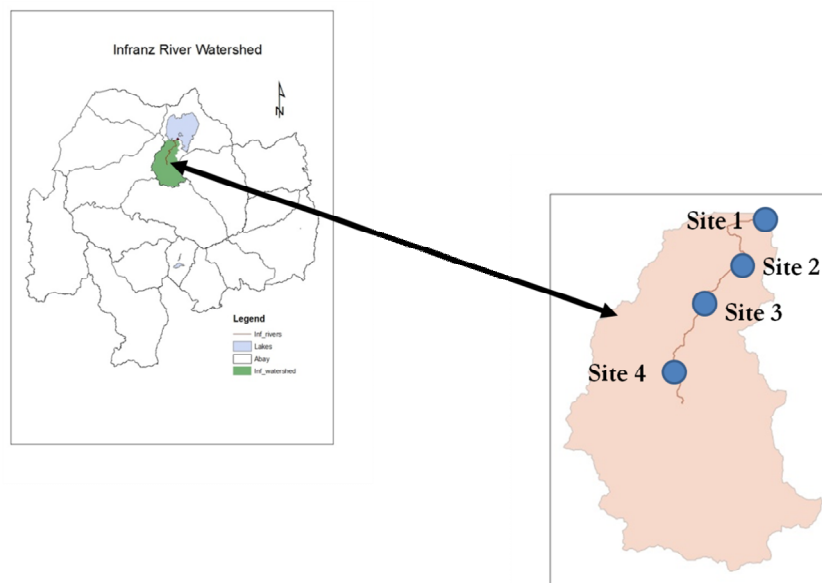 Infranz River Watershed
N
Legend
Inf_rivers
Lakes
Abay
Inf_watershed
Site 1
Site 2
Site 3
Site 4